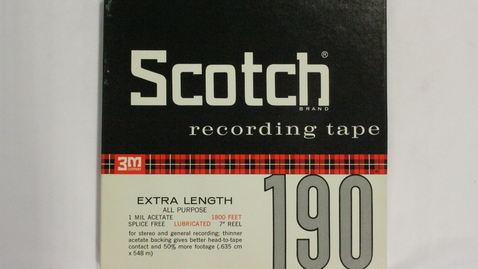 Scotch®
BRAND
recording tape
3M
COMPANY
EXTRA LENGTH
ALL PURPOSE
1 MIL ACETATE 1800 FEET
SPLICE FREE LUBRICATED 7" REEL
for stereo and general recording; thinner
acetate backing gives better head-to-tape
contact and 50% more footage (.635 cm
x 548 m)
190